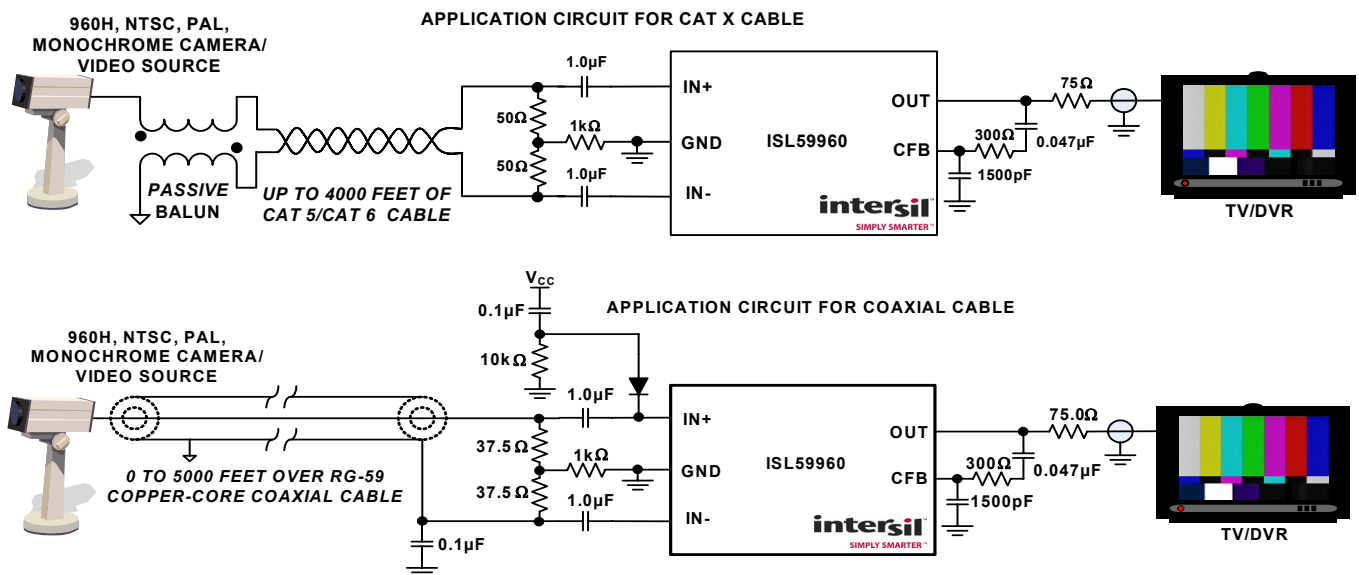 APPLICATION CIRCUIT FOR CAT X CABLE
960H, NTSC, PAL,
MONOCHROME CAMERA/
VIDEO SOURCE
PASSIVE
BALUN
UP TO 4000 FEET OF
CAT 5/CAT 6 CABLE
1.0µF
50Ω
1kΩ
50Ω
1.0µF
IN+
GND
IN-
ISL59960
OUT
CFB
intersil™
SIMPLY SMARTER™
75Ω
300Ω
0.047µF
1500pF
TV/DVR
APPLICATION CIRCUIT FOR COAXIAL CABLE
960H, NTSC, PAL,
MONOCHROME CAMERA/
VIDEO SOURCE
0 TO 5000 FEET OVER RG-59
COPPER-CORE COAXIAL CABLE
VCC
0.1µF
10kΩ
1.0µF
37.5Ω
1kΩ
37.5Ω
1.0µF
0.1µF
IN+
GND
IN-
ISL59960
OUT
CFB
intersil™
SIMPLY SMARTER™
75.0Ω
300Ω
0.047µF
1500pF
TV/DVR